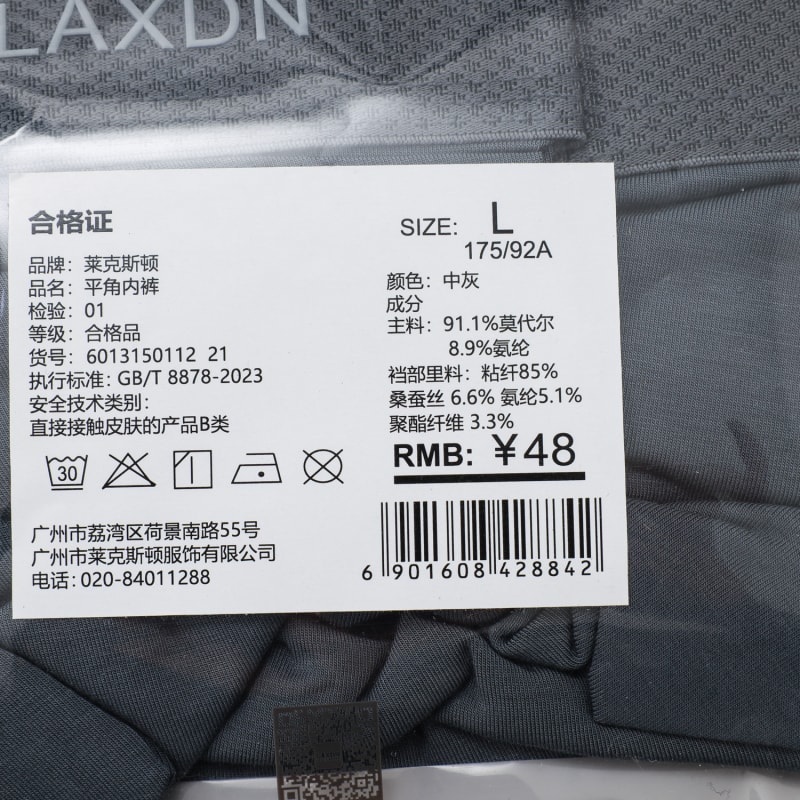 LAXDN
合格证
品牌：莱克斯顿
品名：平角内裤
检验：01
等级：合格品
货号：6013150112 21
执行标准：GB/T 8878-2023
安全技术类别：
直接接触皮肤的产品B类
30
广州市荔湾区荷景南路55号
广州市莱克斯顿服饰有限公司
电话：020-84011288
SIZE: L
175/92A
颜色：中灰
成分
主料：91.1%莫代尔
8.9%氨纶
裆部里料：粘纤85%
桑蚕丝 6.6% 氨纶5.1%
聚酯纤维 3.3%
RMB: ¥48
6 901608 428842